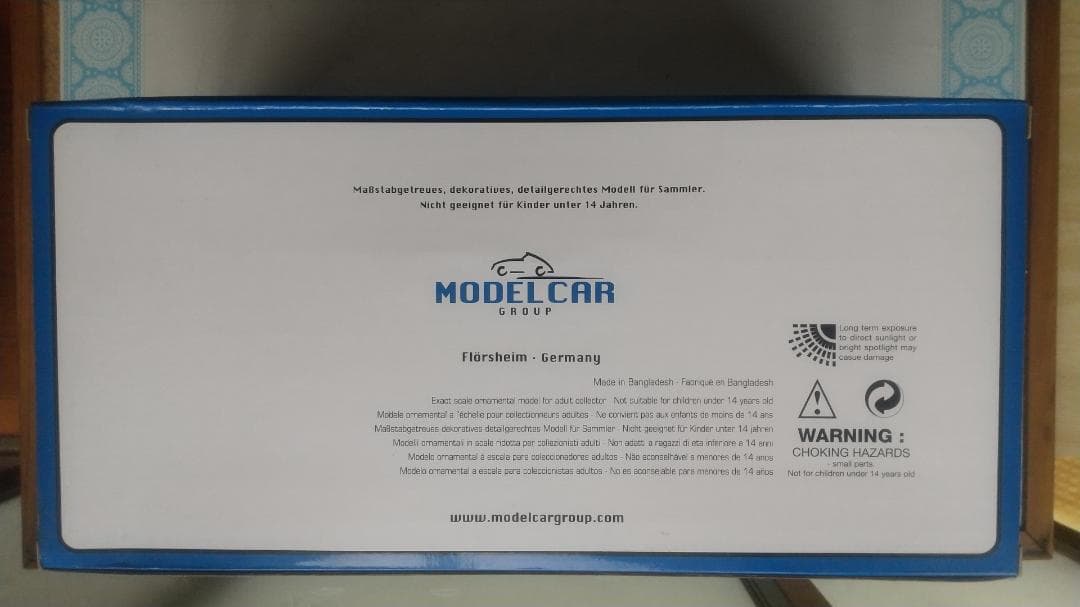 Maßstabgetreues, dekoratives, detailgerechtes Modell für Sammler.
Nicht geeignet für Kinder unter 14 Jahren.
MODELCAR
GROUP
Flörsheim · Germany
Long term exposure
to direct sunlight or
bright spotlight may
casue damage
Made in Bangladesh - Fabriqué en Bangladesh
Exact scale ornamental model for adult collector - Not suitable for children under 14 years old
Modèle ornamental a l'échelle pour collectionneurs adultes - Ne convient pas aux enfants de moins de 14 ans
Maßstabgetreues dekoratives detailgerechtes Modell für Sammler - Nicht geeignet für Kinder unter 14 jahren
Modelli ornamentali in scale ridotta per collezionisti adulti - Non adatti a ragazzi di eta inferiore a 14 anni
Modelo ornamental á escala para coleccionadores adultos - Não aconselhável a menores de 14 anos
Modelo ornamental a escala para coleccionistas adultos - No es aconsejable para menores de 14 años
WARNING :
CHOKING HAZARDS
- small parts.
Not for children under 14 years old
www.modelcargroup.com